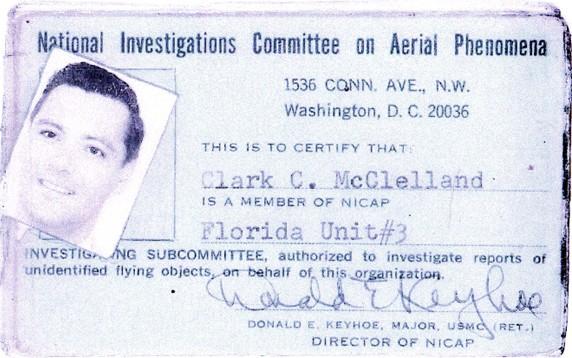 National Investigations Committee on Aerial Phenomena
1536 CONN. AVE., N.W.
Washington, D. C. 20036
THIS IS TO CERTIFY THAT:
Clark C. McClelland
IS A MEMBER OF NICAP
Florida Unit#3
INVESTIGATING SUBCOMMITTEE, authorized to investigate reports of
unidentified flying objects, on behalf of this organization.
Donald E Keyhoe
DONALD E. KEYHOE, MAJOR, USMC (RET.)
DIRECTOR OF NICAP